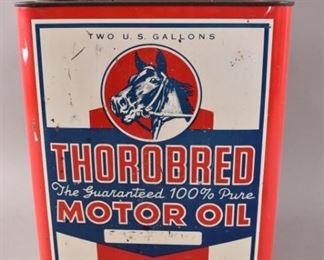 TWO U.S. GALLONS
THOROBRED
The Guaranteed 100% Pure
MOTOR OIL